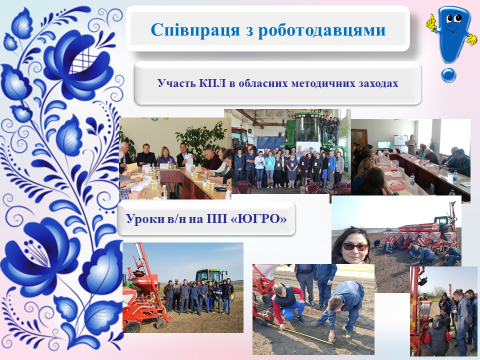 Співпраця з роботодавцями
Участь КПЛ в обласних методичних заходах
Уроки в/н на ПП «ЮГРО»